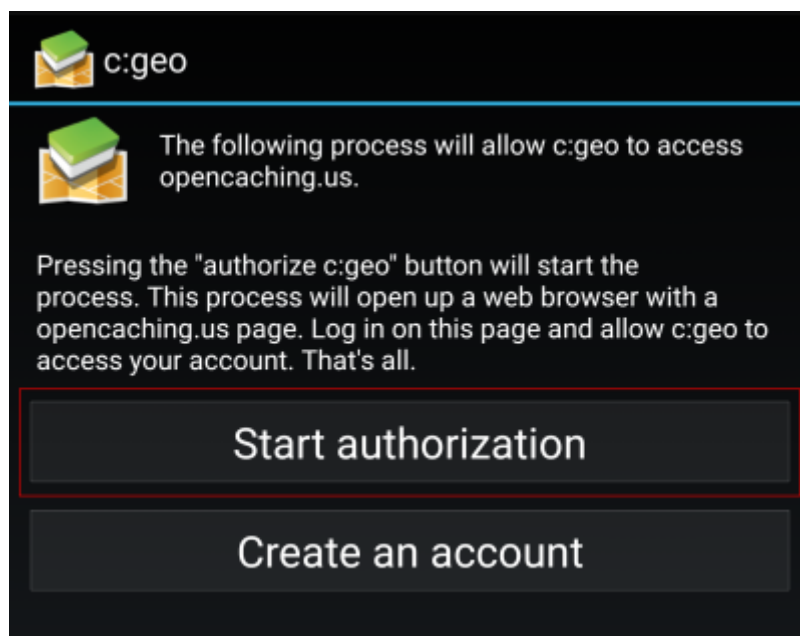 c:geo
The following process will allow c:geo to access
opencaching.us.
Pressing the "authorize c:geo" button will start the
process. This process will open up a web browser with a
opencaching.us page. Log in on this page and allow c:geo to
access your account. That's all.
Start authorization
Create an account